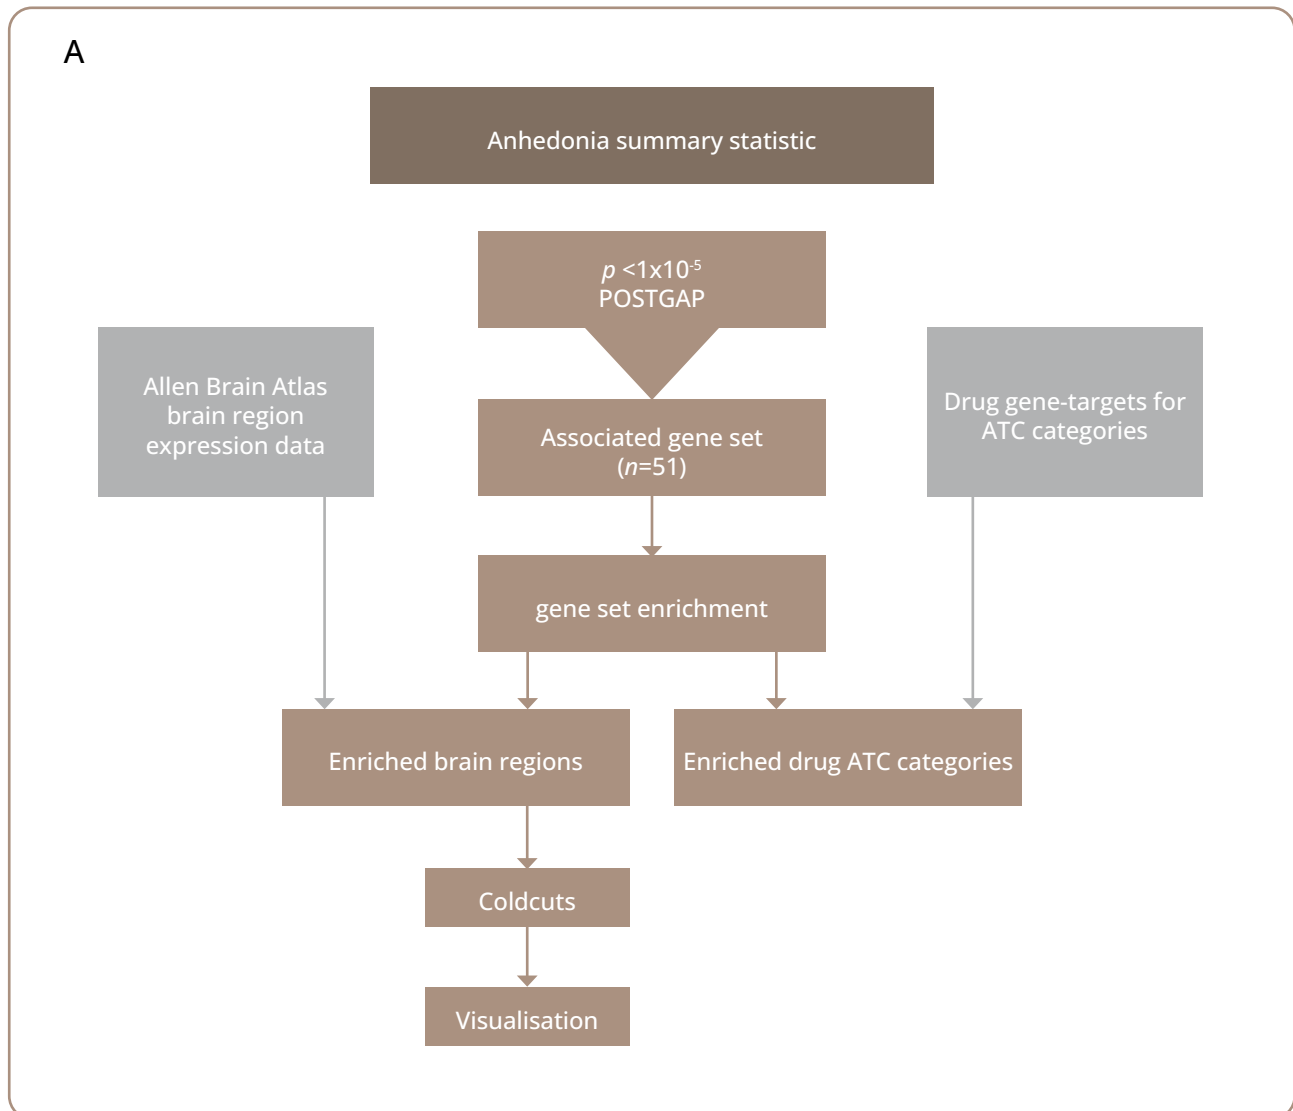 A
Anhedonia summary statistic
p <1x10⁻⁵
POSTGAP
Allen Brain Atlas
brain region
expression data
Associated gene set
(n=51)
Drug gene-targets for
ATC categories
gene set enrichment
Enriched brain regions
Enriched drug ATC categories
Coldcuts
Visualisation